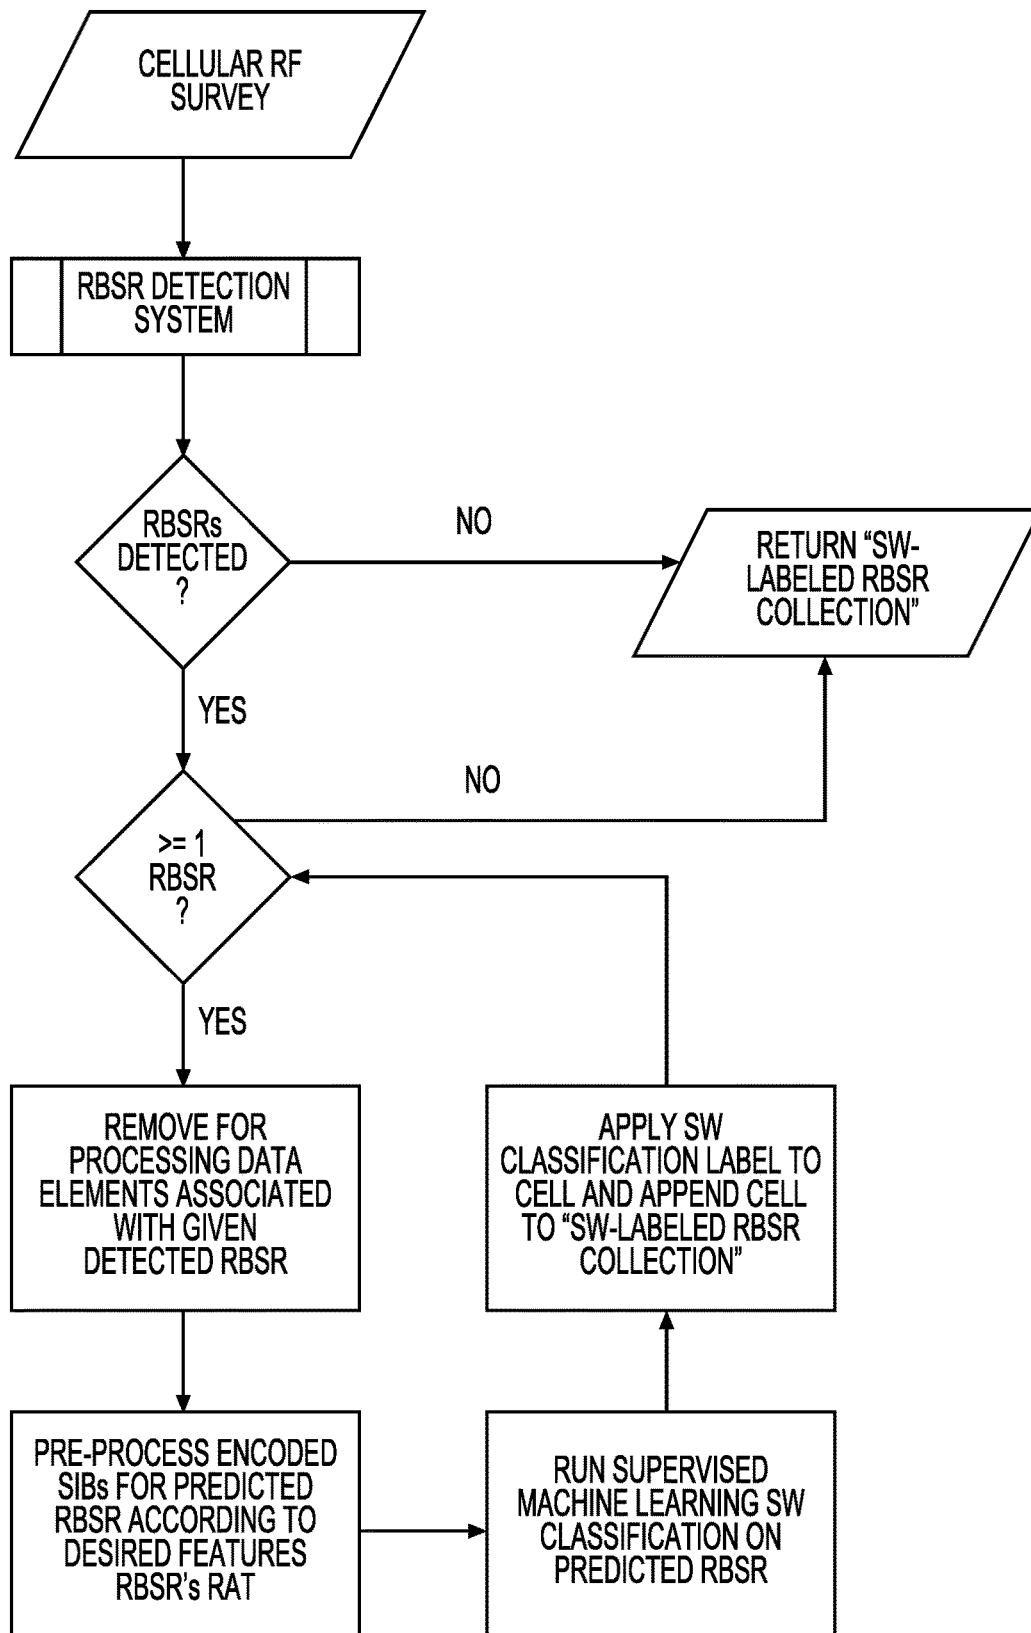 CELLULAR RF
SURVEY
RBSR DETECTION
SYSTEM
RBSRs
DETECTED
?
NO
RETURN “SW-
LABELED RBSR
COLLECTION”
YES
NO
>= 1
RBSR
?
YES
REMOVE FOR
PROCESSING DATA
ELEMENTS ASSOCIATED
WITH GIVEN
DETECTED RBSR
APPLY SW
CLASSIFICATION LABEL TO
CELL AND APPEND CELL
TO “SW-LABELED RBSR
COLLECTION”
PRE-PROCESS ENCODED
SIBs FOR PREDICTED
RBSR ACCORDING TO
DESIRED FEATURES
RBSR’s RAT
RUN SUPERVISED
MACHINE LEARNING SW
CLASSIFICATION ON
PREDICTED RBSR